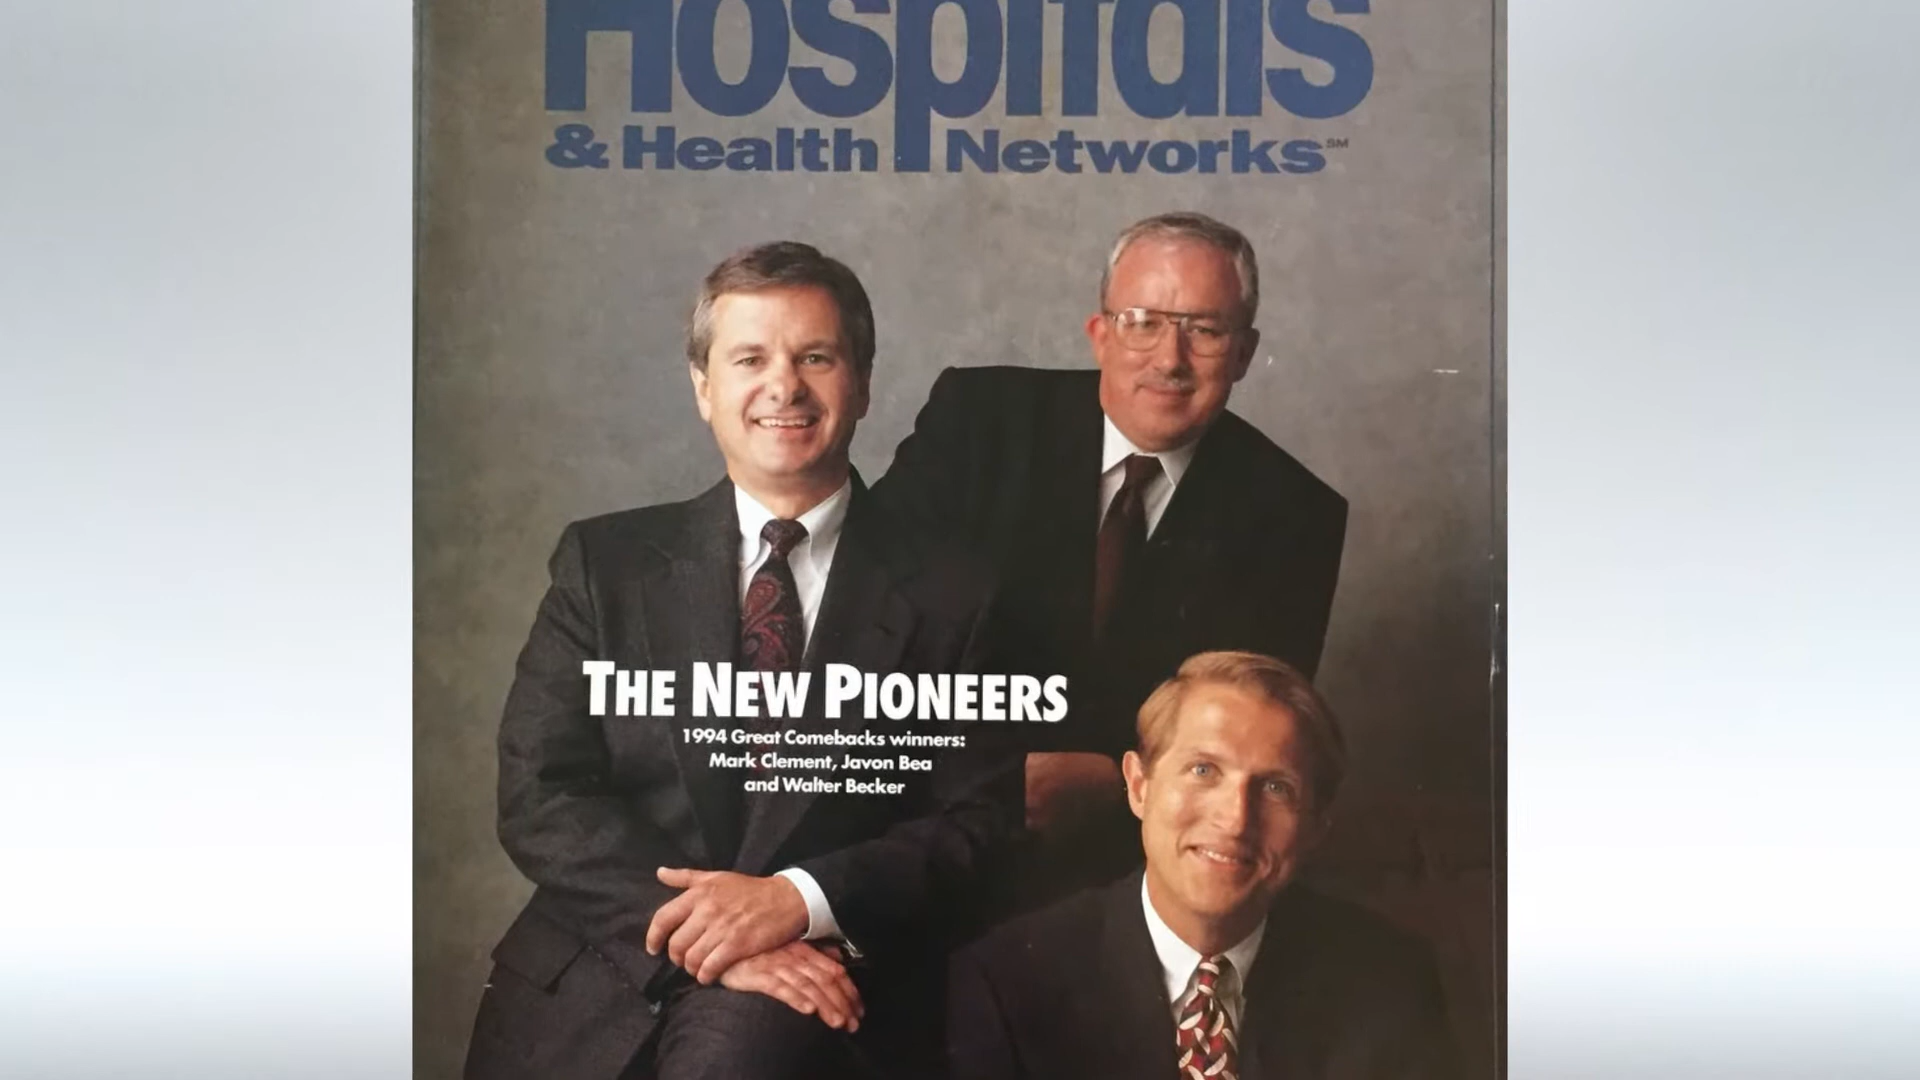 Hospitals
& Health Networks℠
THE NEW PIONEERS
1994 Great Comebacks winners:
Mark Clement, Javon Bea
and Walter Becker